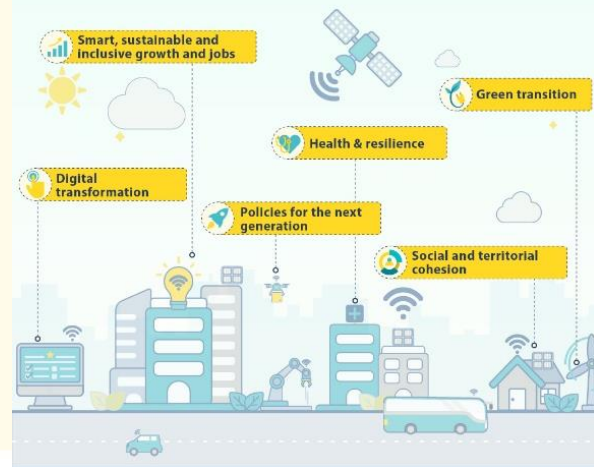 Smart, sustainable and
inclusive growth and jobs
Green transition
Health & resilience
Digital
transformation
Policies for the next
generation
Social and territorial
cohesion